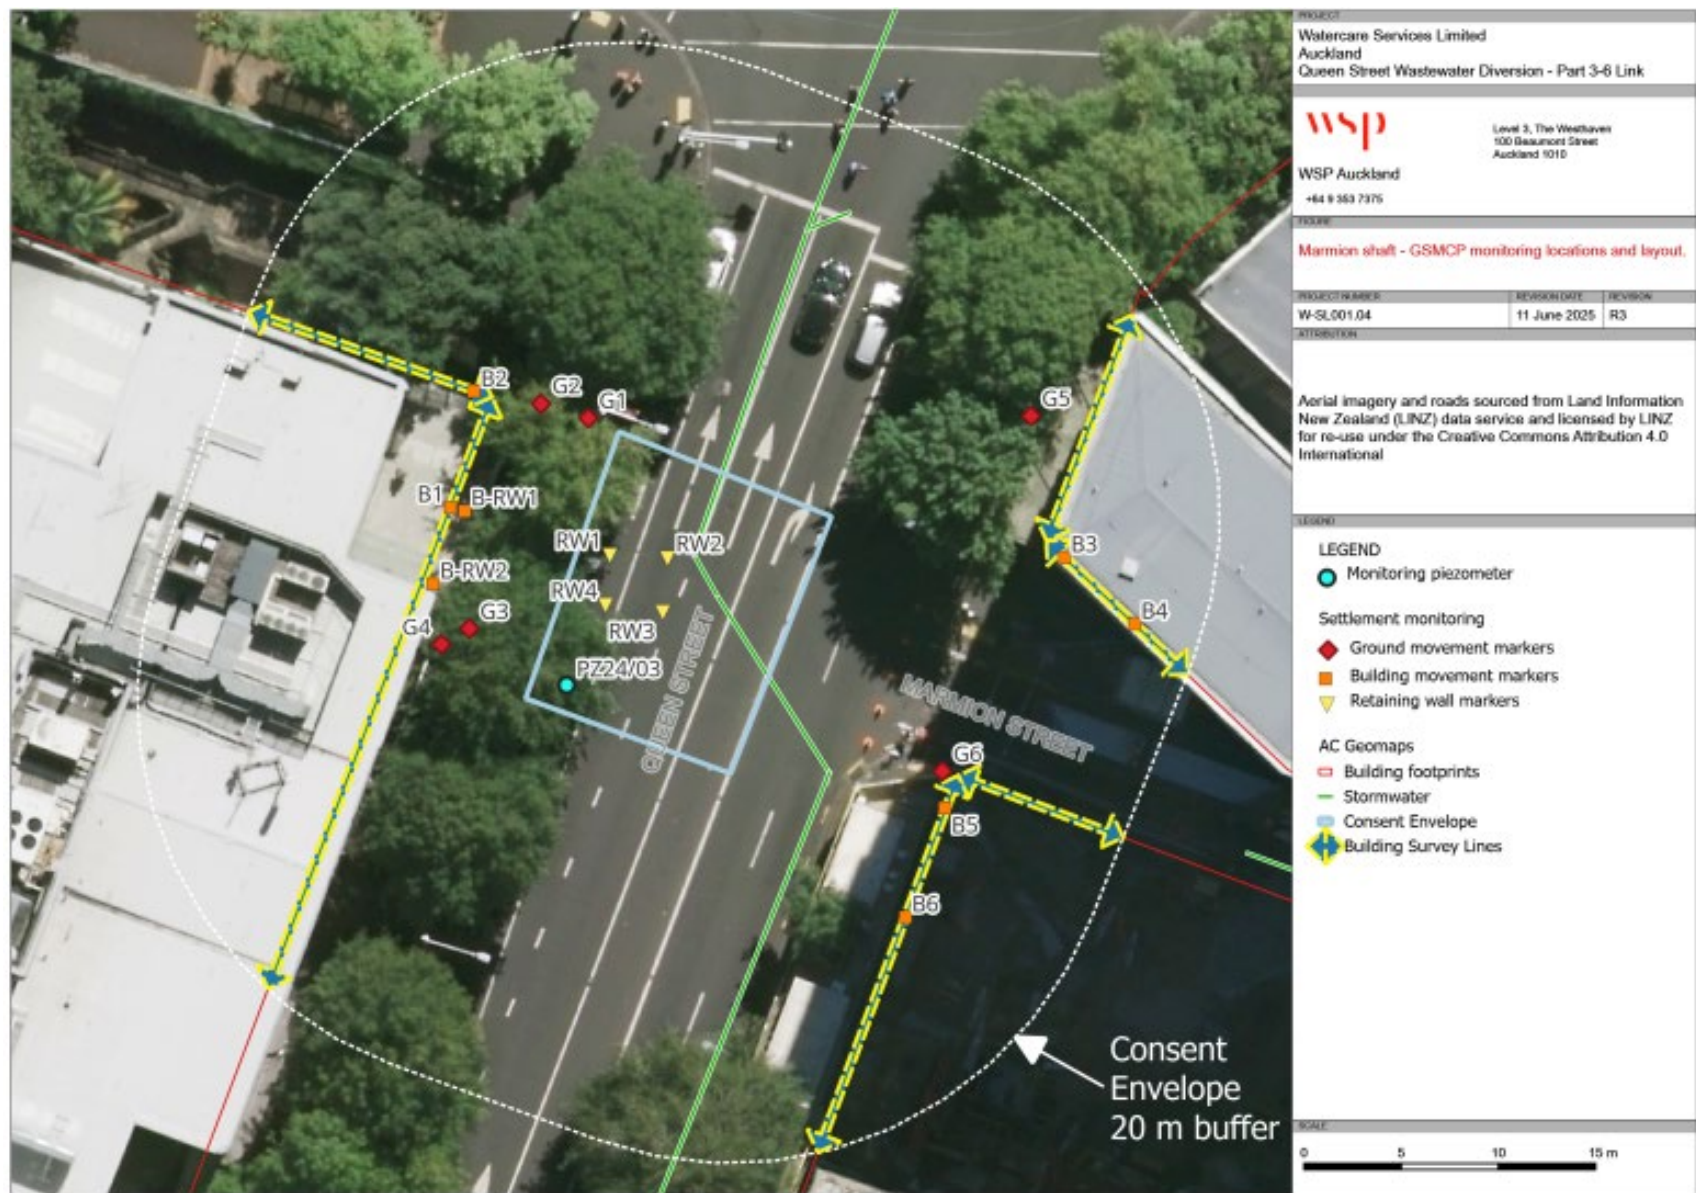 B2
G2
G1
G5
B1
B-RW1
RW1
RW2
B3
B-RW2
RW4
G3
G4
RW3
B4
PZ24/03
QUEEN STREET
MARMION STREET
G6
B5
B6
Consent
Envelope
20 m buffer
PROJECT
Watercare Services Limited
Auckland
Queen Street Wastewater Diversion - Part 3-6 Link
wsp
Level 3, The Westhaven
100 Beaumont Street
Auckland 1010
WSP Auckland
+64 9 353 7375
FIGURE
Marmion shaft - GSMCP monitoring locations and layout.
PROJECT NUMBER REVISION DATE REVISION
W-SL001.04 11 June 2025 R3
ATTRIBUTION
Aerial imagery and roads sourced from Land Information
New Zealand (LINZ) data service and licensed by LINZ
for re-use under the Creative Commons Attribution 4.0
International
LEGEND
LEGEND
Monitoring piezometer
Settlement monitoring
Ground movement markers
Building movement markers
Retaining wall markers
AC Geomaps
Building footprints
Stormwater
Consent Envelope
Building Survey Lines
SCALE
0 5 10 15 m